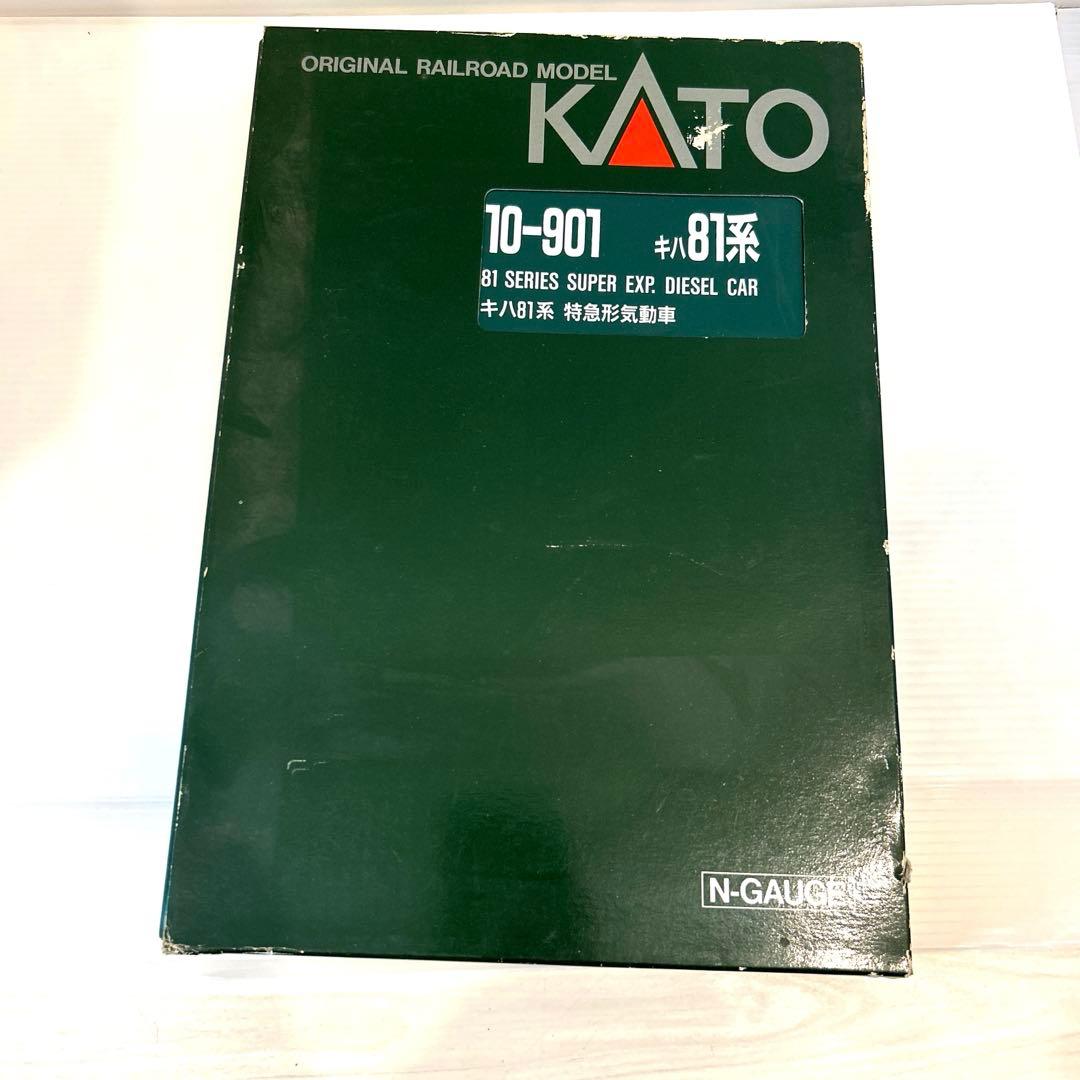 ORIGINAL RAILROAD MODEL
KATO
10-901 キハ81系
81 SERIES SUPER EXP. DIESEL CAR
キハ81系 特急形気動車
N-GAUGE